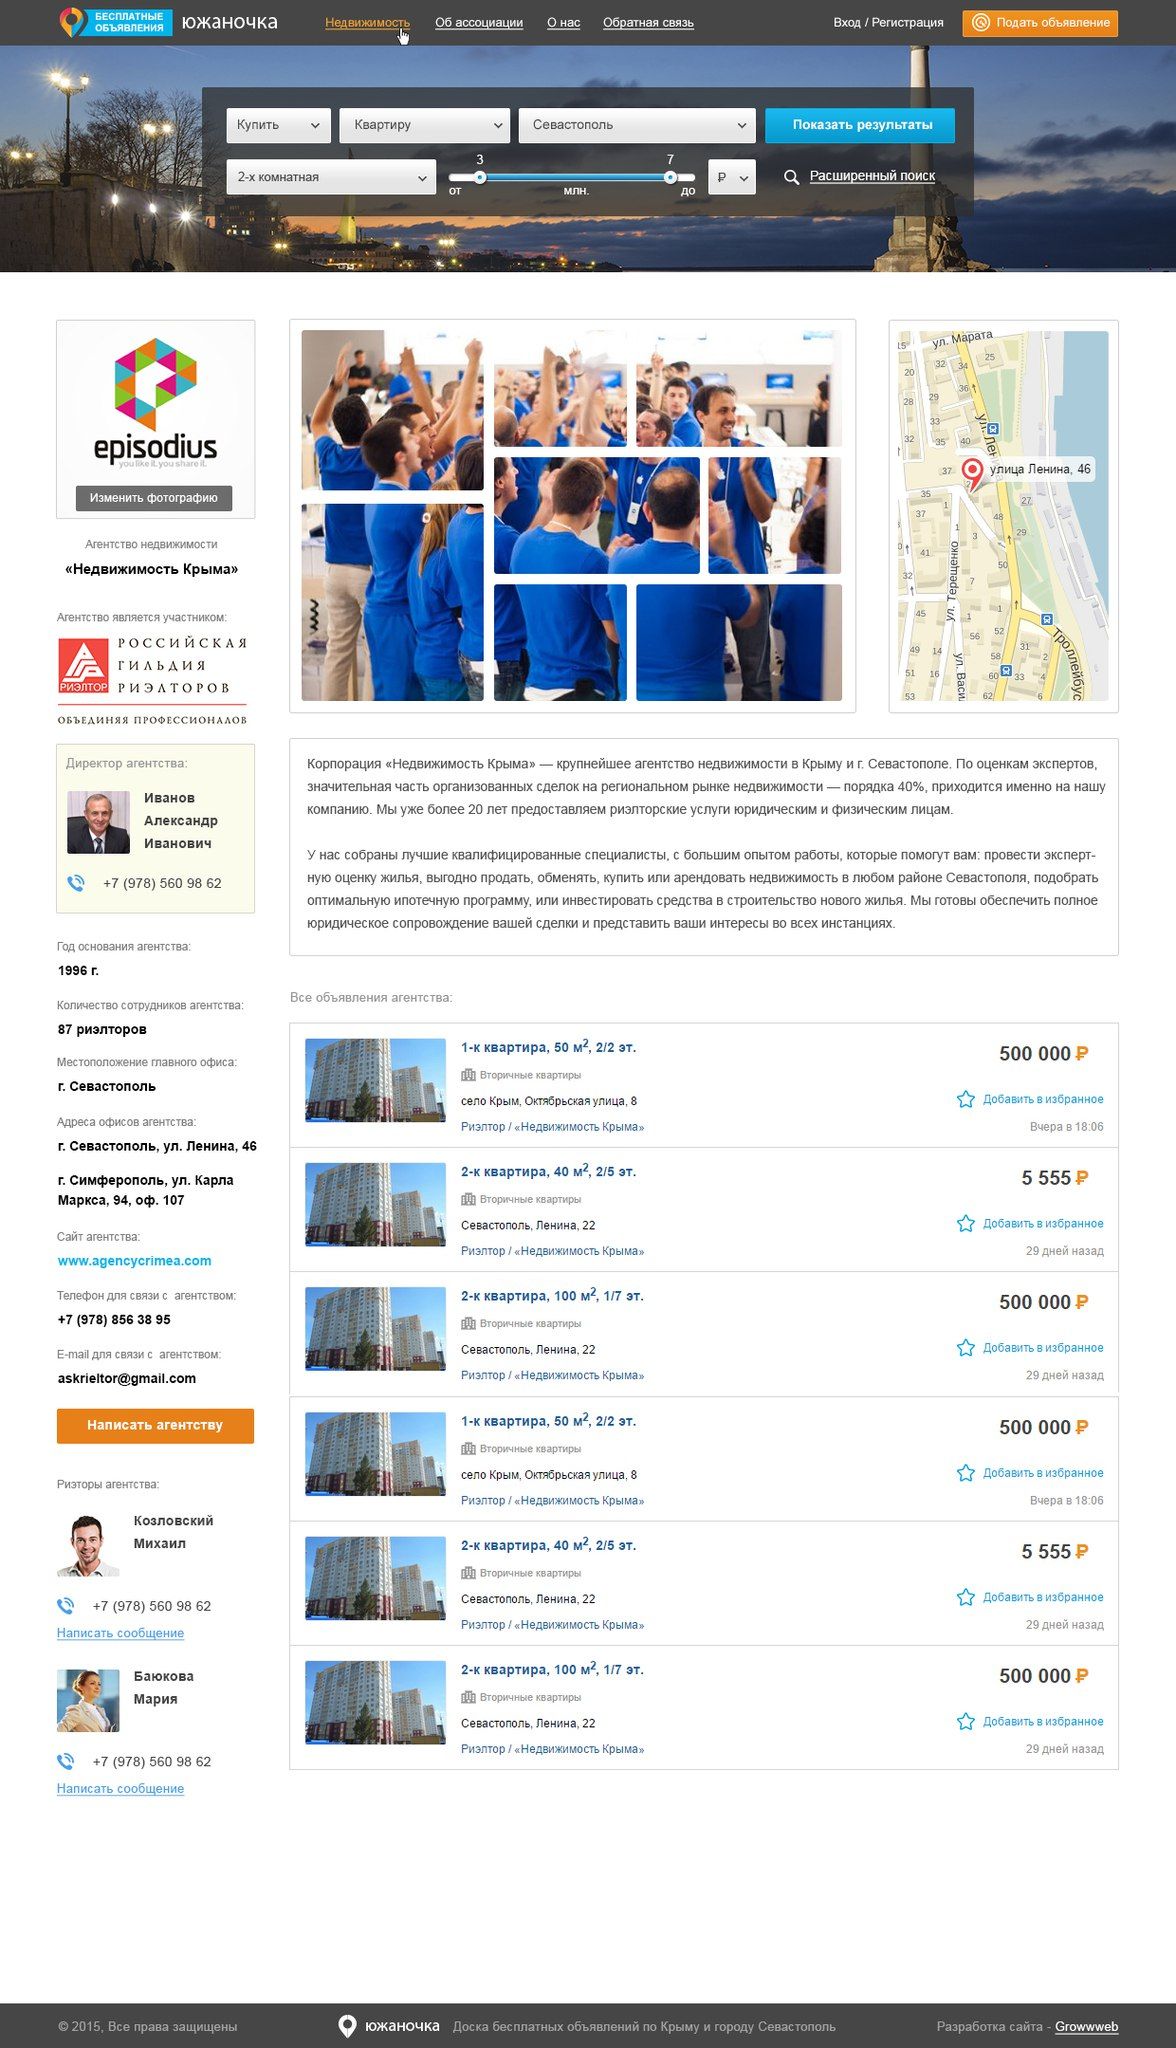 БЕСПЛАТНЫЕ
ОБЪЯВЛЕНИЯ
южаночка
Недвижимость
Об ассоциации
О нас
Обратная связь
Вход / Регистрация
Подать объявление
Купить
Квартиру
Севастополь
Показать результаты
2-х комнатная
3
7
от
млн.
до
₽
Расширенный поиск
episodius
you like it. you share it.
Изменить фотографию
Агентство недвижимости
«Недвижимость Крыма»
Агентство является участником:
РИЭЛТОР
РОССИЙСКАЯ
ГИЛЬДИЯ
РИЭЛТОРОВ
ОБЪЕДИНЯЯ ПРОФЕССИОНАЛОВ
Директор агентства:
Иванов
Александр
Иванович
+7 (978) 560 98 62
Год основания агентства:
1996 г.
Количество сотрудников агентства:
87 риэлторов
Местоположение главного офиса:
г. Севастополь
Адреса офисов агентства:
г. Севастополь, ул. Ленина, 46
г. Симферополь, ул. Карла
Маркса, 94, оф. 107
Сайт агентства:
www.agencycrimea.com
Телефон для связи с агентством:
+7 (978) 856 38 95
E-mail для связи с агентством:
askrieltor@gmail.com
Написать агентству
Риэторы агентства:
Козловский
Михаил
+7 (978) 560 98 62
Написать сообщение
Баюкова
Мария
+7 (978) 560 98 62
Написать сообщение
ул. Марата
ул. Лен
улица Ленина, 46
ул. Терещенко
Троллейбус
ул. Васи
Корпорация «Недвижимость Крыма» — крупнейшее агентство недвижимости в Крыму и г. Севастополе. По оценкам экспертов,
значительная часть организованных сделок на региональном рынке недвижимости — порядка 40%, приходится именно на нашу
компанию. Мы уже более 20 лет предоставляем риэлторские услуги юридическим и физическим лицам.
У нас собраны лучшие квалифицированные специалисты, с большим опытом работы, которые помогут вам: провести эксперт-
ную оценку жилья, выгодно продать, обменять, купить или арендовать недвижимость в любом районе Севастополя, подобрать
оптимальную ипотечную программу, или инвестировать средства в строительство нового жилья. Мы готовы обеспечить полное
юридическое сопровождение вашей сделки и представить ваши интересы во всех инстанциях.
Все объявления агентства:
1-к квартира, 50 м², 2/2 эт.
500 000 ₽
Вторичные квартиры
село Крым, Октябрьская улица, 8
Добавить в избранное
Риэлтор / «Недвижимость Крыма»
Вчера в 18:06
2-к квартира, 40 м², 2/5 эт.
5 555 ₽
Вторичные квартиры
Севастополь, Ленина, 22
Добавить в избранное
Риэлтор / «Недвижимость Крыма»
29 дней назад
2-к квартира, 100 м², 1/7 эт.
500 000 ₽
Вторичные квартиры
Севастополь, Ленина, 22
Добавить в избранное
Риэлтор / «Недвижимость Крыма»
29 дней назад
1-к квартира, 50 м², 2/2 эт.
500 000 ₽
Вторичные квартиры
село Крым, Октябрьская улица, 8
Добавить в избранное
Риэлтор / «Недвижимость Крыма»
Вчера в 18:06
2-к квартира, 40 м², 2/5 эт.
5 555 ₽
Вторичные квартиры
Севастополь, Ленина, 22
Добавить в избранное
Риэлтор / «Недвижимость Крыма»
29 дней назад
2-к квартира, 100 м², 1/7 эт.
500 000 ₽
Вторичные квартиры
Севастополь, Ленина, 22
Добавить в избранное
Риэлтор / «Недвижимость Крыма»
29 дней назад
© 2015, Все права защищены
южаночка
Доска бесплатных объявлений по Крыму и городу Севастополь
Разработка сайта - Growwweb